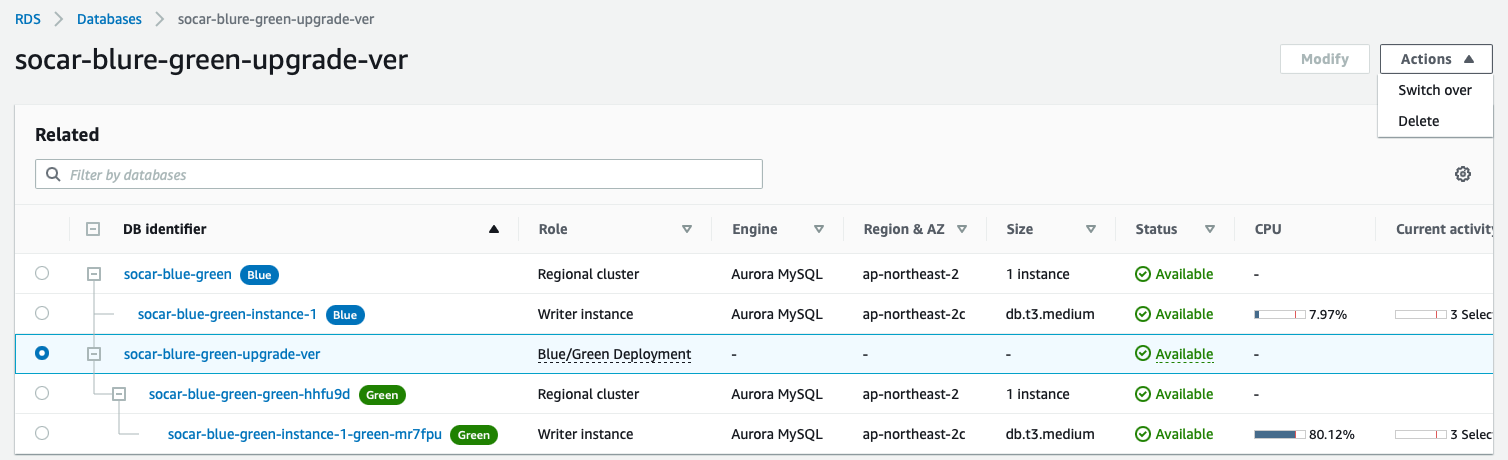 RDS > Databases > socar-blure-green-upgrade-ver
socar-blure-green-upgrade-ver
Modify
Actions
Switch over
Delete
Related
Filter by databases
DB identifier Role Engine Region & AZ Size Status CPU Current activity
socar-blue-green Blue Regional cluster Aurora MySQL ap-northeast-2 1 instance Available -
socar-blue-green-instance-1 Blue Writer instance Aurora MySQL ap-northeast-2c db.t3.medium Available 7.97% 3 Selec
socar-blure-green-upgrade-ver Blue/Green Deployment - - - Available
socar-blue-green-green-hhfu9d Green Regional cluster Aurora MySQL ap-northeast-2 1 instance Available -
socar-blue-green-instance-1-green-mr7fpu Green Writer instance Aurora MySQL ap-northeast-2c db.t3.medium Available 80.12% 3 Selec